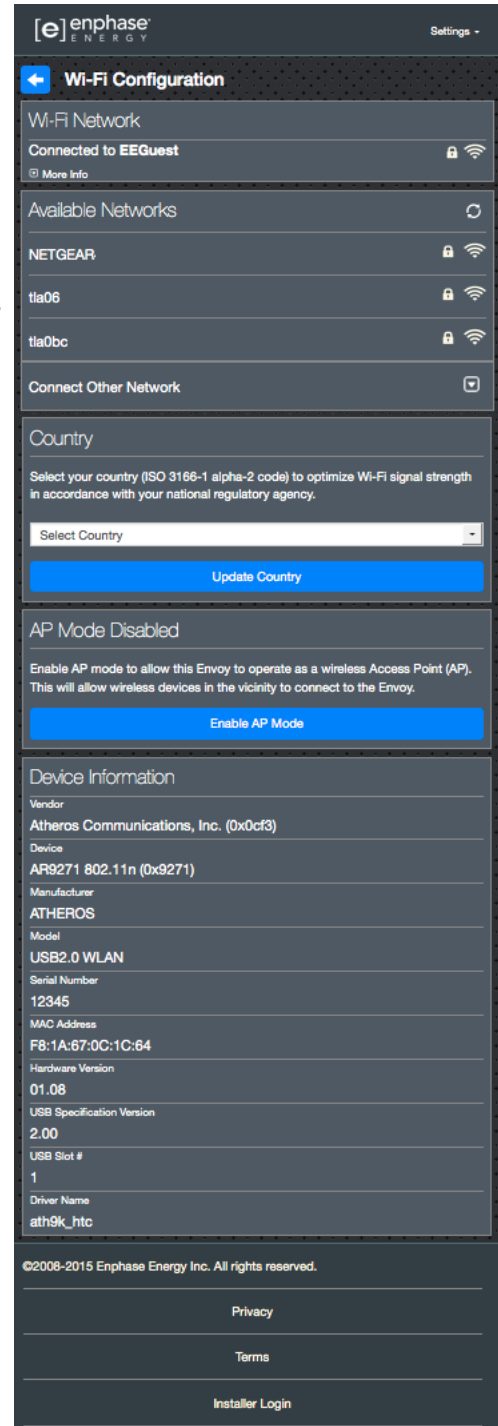 [e] enphase
ENERGY
Settings
Wi-Fi Configuration
Wi-Fi Network
Connected to EEGuest
More Info
Available Networks
NETGEAR
tla06
tla0bc
Connect Other Network
Country
Select your country (ISO 3166-1 alpha-2 code) to optimize Wi-Fi signal strength
in accordance with your national regulatory agency.
Select Country
Update Country
AP Mode Disabled
Enable AP mode to allow this Envoy to operate as a wireless Access Point (AP).
This will allow wireless devices in the vicinity to connect to the Envoy.
Enable AP Mode
Device Information
Vendor
Atheros Communications, Inc. (0x0cf3)
Device
AR9271 802.11n (0x9271)
Manufacturer
ATHEROS
Model
USB2.0 WLAN
Serial Number
12345
MAC Address
F8:1A:67:0C:1C:64
Hardware Version
01.08
USB Specification Version
2.00
USB Slot #
1
Driver Name
ath9k_htc
©2008-2015 Enphase Energy Inc. All rights reserved.
Privacy
Terms
Installer Login